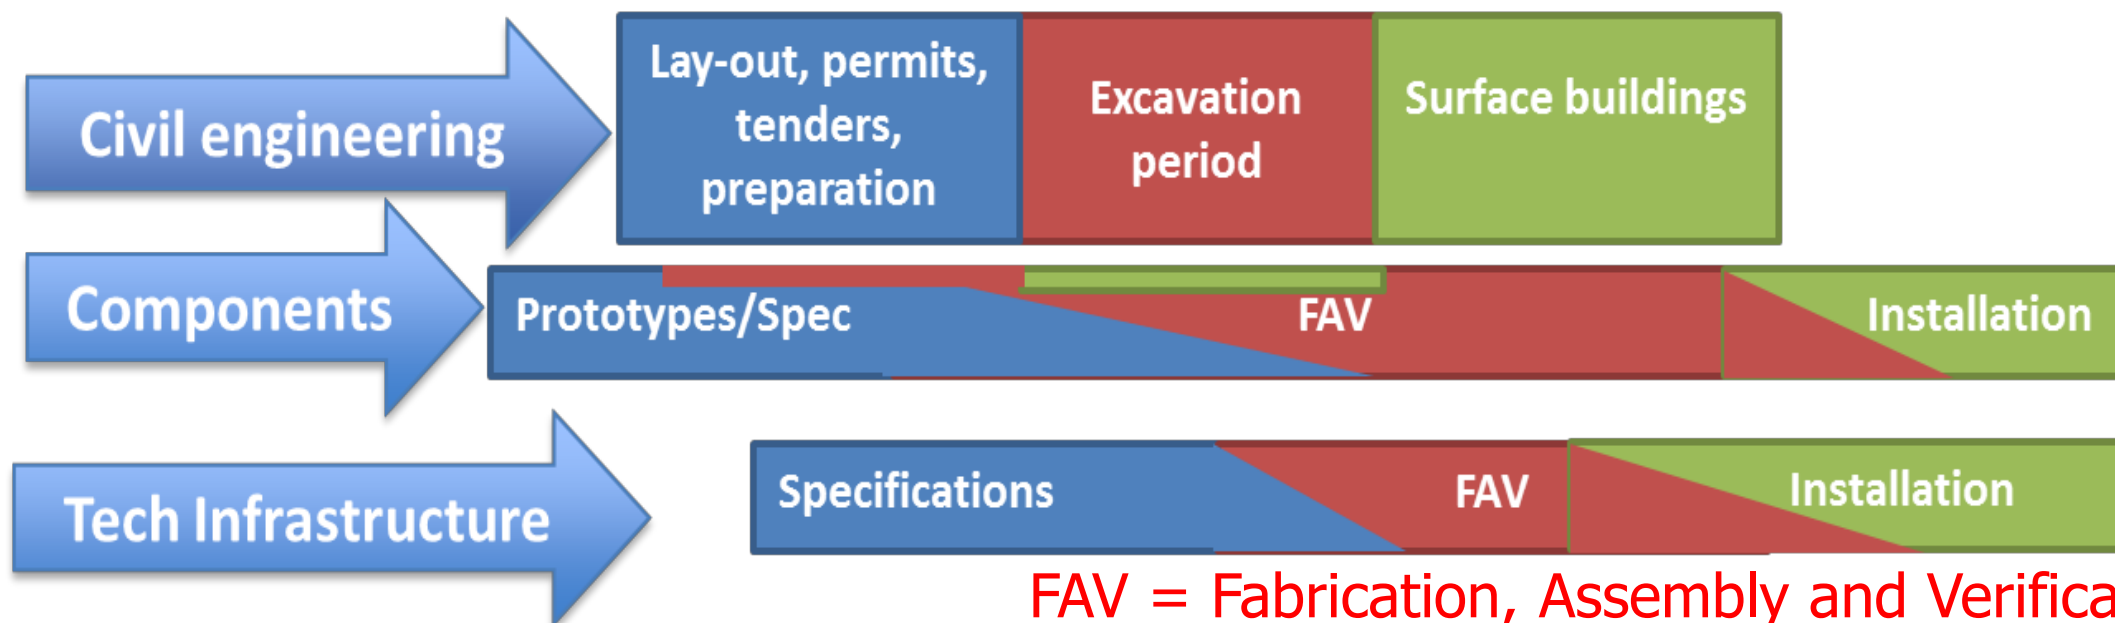 Civil engineering
Lay-out, permits,
tenders,
preparation
Excavation
period
Surface buildings
Components
Prototypes/Spec
FAV
Installation
Tech Infrastructure
Specifications
FAV
Installation
FAV = Fabrication, Assembly and Verifica